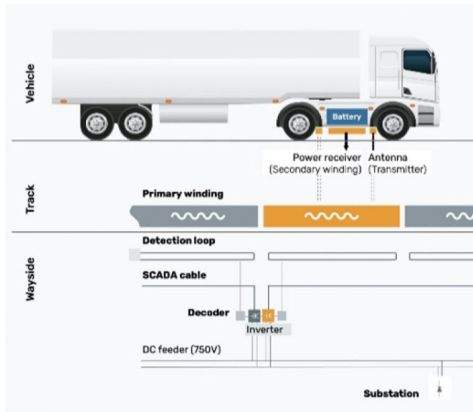 Vehicle
Battery
Power receiver
(Secondary winding)
Antenna
(Transmitter)
Track
Primary winding
Wayside
Detection loop
SCADA cable
Decoder
Inverter
DC feeder (750V)
Substation